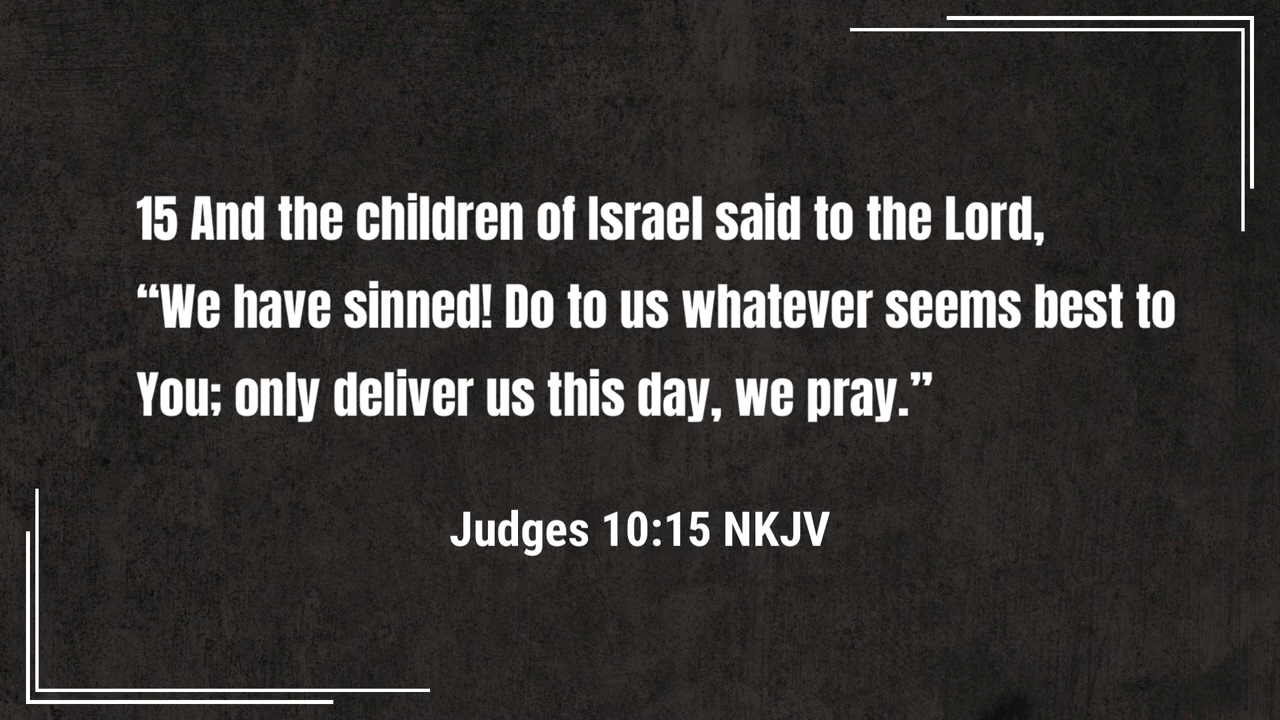 15 And the children of Israel said to the Lord,
“We have sinned! Do to us whatever seems best to
You; only deliver us this day, we pray.”
Judges 10:15 NKJV